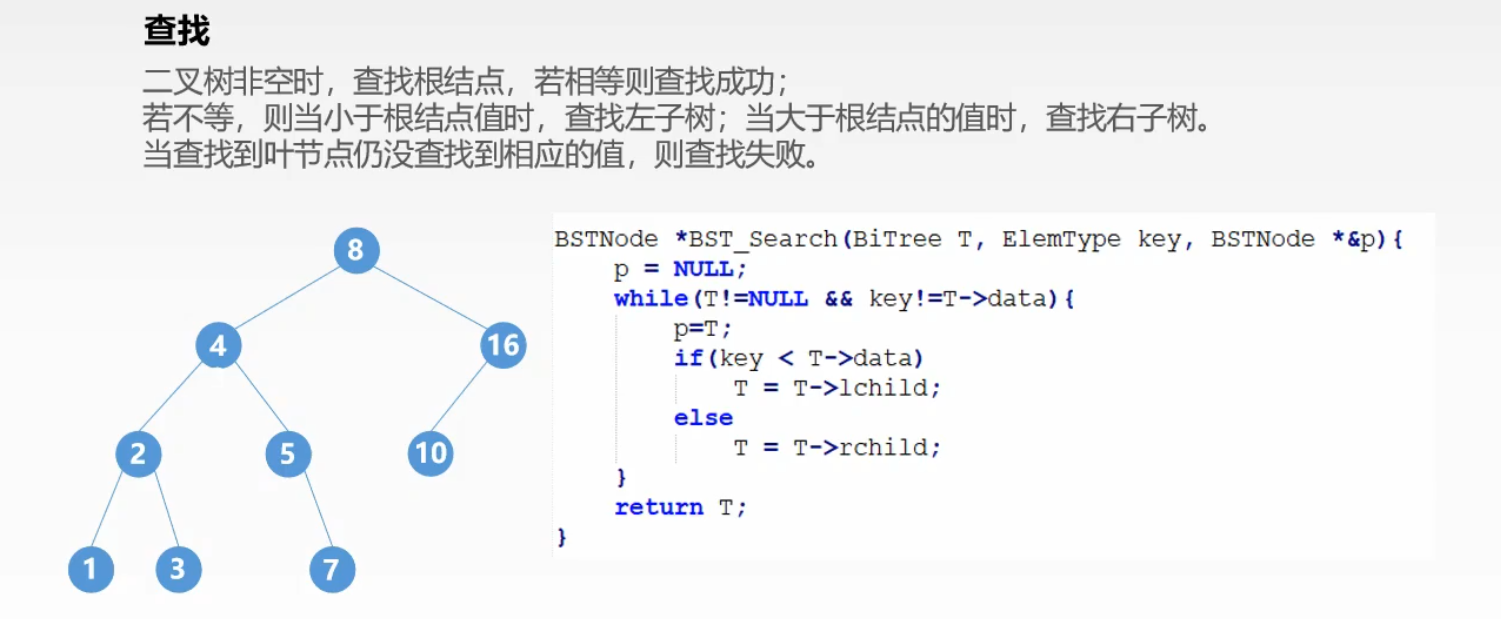 查找
二叉树非空时，查找根结点，若相等则查找成功；
若不等，则当小于根结点值时，查找左子树；当大于根结点的值时，查找右子树。
当查找到叶节点仍没查找到相应的值，则查找失败。
8
4
16
2
5
10
1
3
7
BSTNode *BST_Search(BiTree T, ElemType key, BSTNode *&p){
    p = NULL;
    while(T!=NULL && key!=T->data){
        p=T;
        if(key < T->data)
            T = T->lchild;
        else
            T = T->rchild;
    }
    return T;
}